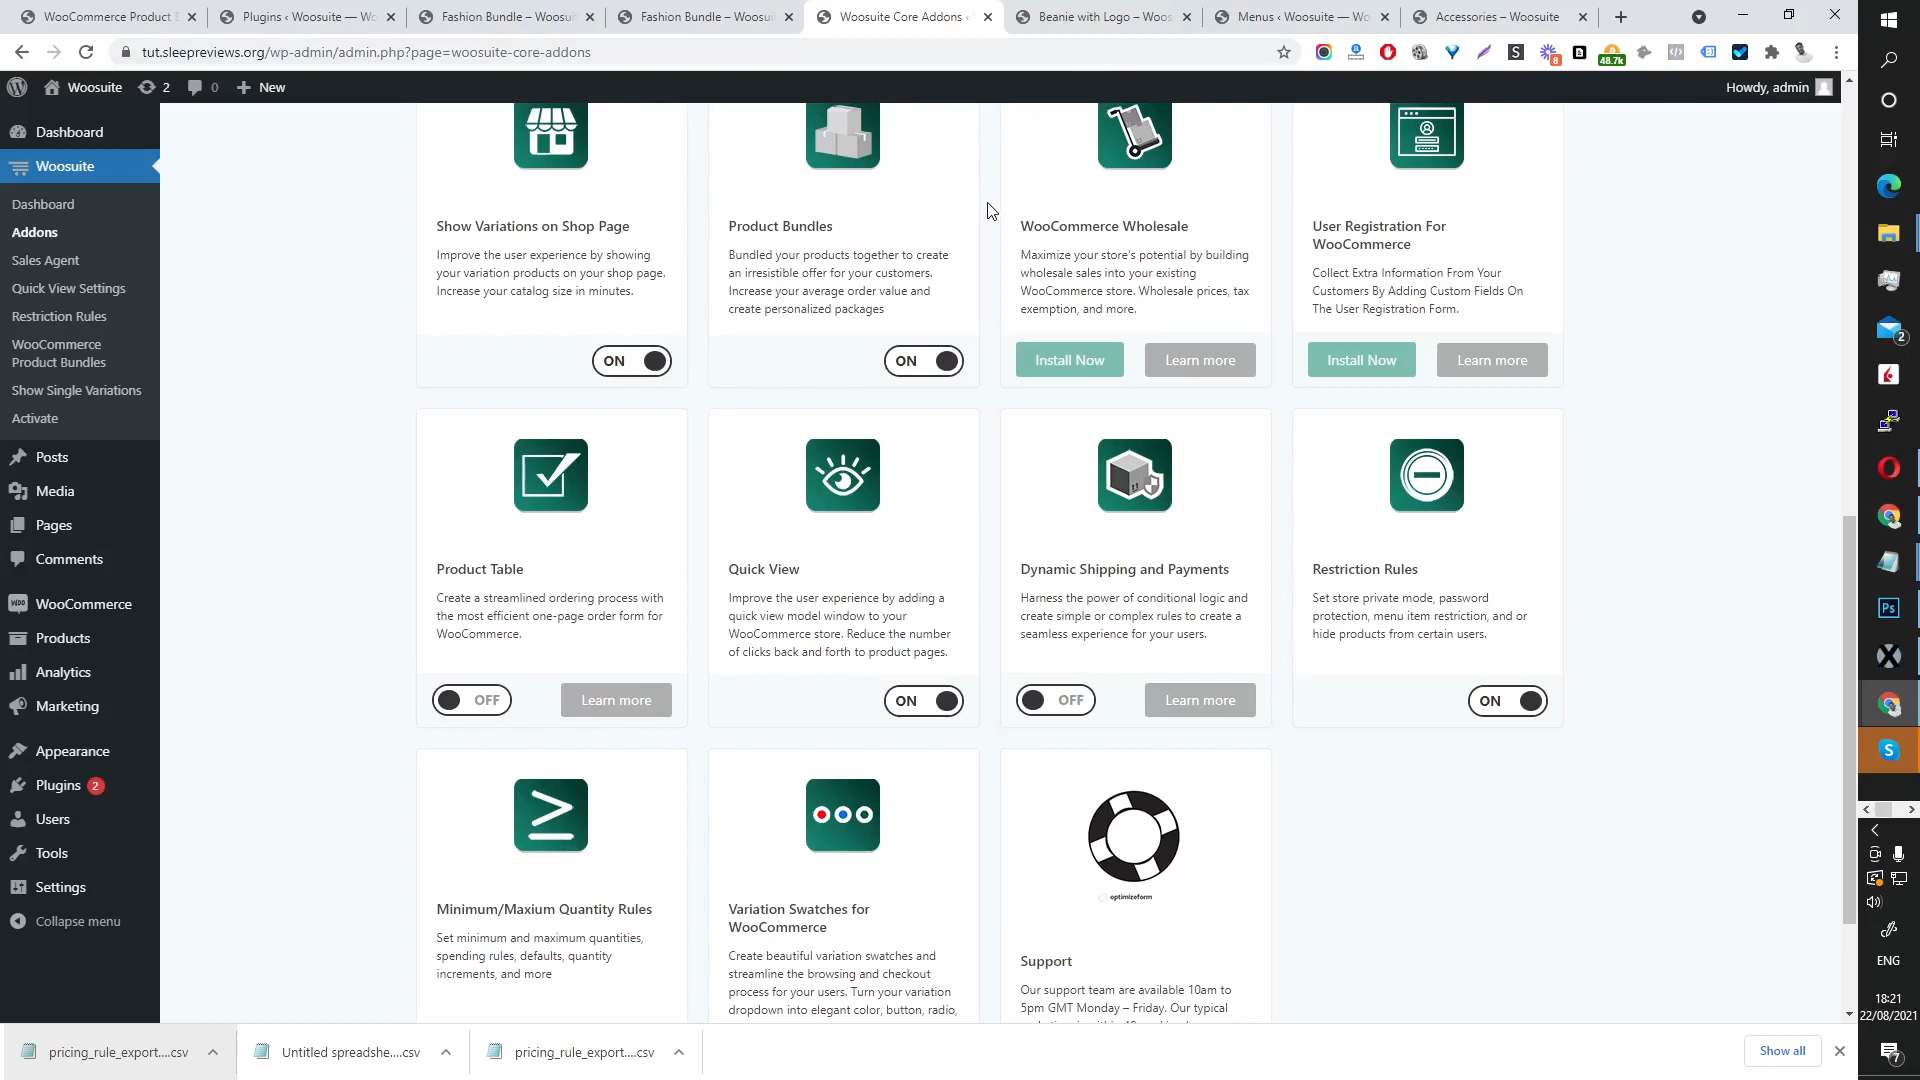 WooCommerce Product
Plugins ‹ Woosuite — Wo
Fashion Bundle – Woosui
Fashion Bundle – Woosuit
Woosuite Core Addons ‹
Beanie with Logo – Woos
Menus ‹ Woosuite — Wo
Accessories – Woosuite
tut.sleepreviews.org/wp-admin/admin.php?page=woosuite-core-addons
S
8
48.7k
Woosuite
2
0
New
Howdy, admin
Dashboard
Woosuite
Dashboard
Addons
Sales Agent
Quick View Settings
Restriction Rules
WooCommerce
Product Bundles
Show Single Variations
Activate
Posts
Media
Pages
Comments
WooCommerce
Products
Analytics
Marketing
Appearance
Plugins 2
Users
Tools
Settings
Collapse menu
Show Variations on Shop Page
Improve the user experience by showing
your variation products on your shop page.
Increase your catalog size in minutes.
ON
Product Bundles
Bundled your products together to create
an irresistible offer for your customers.
Increase your average order value and
create personalized packages
ON
WooCommerce Wholesale
Maximize your store's potential by building
wholesale sales into your existing
WooCommerce store. Wholesale prices, tax
exemption, and more.
Install Now
Learn more
User Registration For
WooCommerce
Collect Extra Information From Your
Customers By Adding Custom Fields On
The User Registration Form.
Install Now
Learn more
Product Table
Create a streamlined ordering process with
the most efficient one-page order form for
WooCommerce.
OFF
Learn more
Quick View
Improve the user experience by adding a
quick view model window to your
WooCommerce store. Reduce the number
of clicks back and forth to product pages.
ON
Dynamic Shipping and Payments
Harness the power of conditional logic and
create simple or complex rules to create a
seamless experience for your users.
OFF
Learn more
Restriction Rules
Set store private mode, password
protection, menu item restriction, and or
hide products from certain users.
ON
Minimum/Maxium Quantity Rules
Set minimum and maximum quantities,
spending rules, defaults, quantity
increments, and more
Variation Swatches for
WooCommerce
Create beautiful variation swatches and
streamline the browsing and checkout
process for your users. Turn your variation
dropdown into elegant color, button, radio,
optimizeform
Support
Our support team are available 10am to
5pm GMT Monday – Friday. Our typical
pricing_rule_export....csv
Untitled spreadshe....csv
pricing_rule_export....csv
Show all
2
Ps
S
ENG
18:21
22/08/2021
7